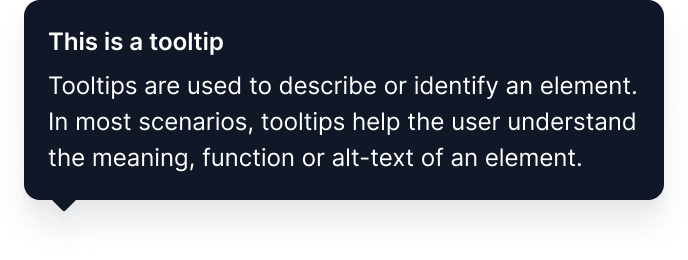 This is a tooltip
Tooltips are used to describe or identify an element.
In most scenarios, tooltips help the user understand
the meaning, function or alt-text of an element.